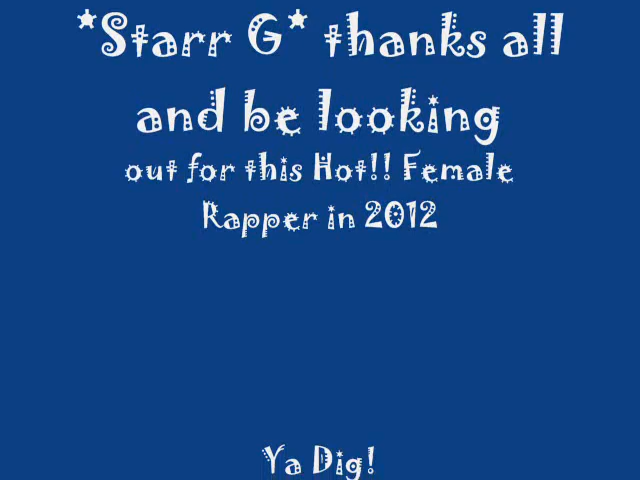 *Starr G* thanks all
and be looking
out for this Hot!! Female
Rapper in 2012
Ya Dig!